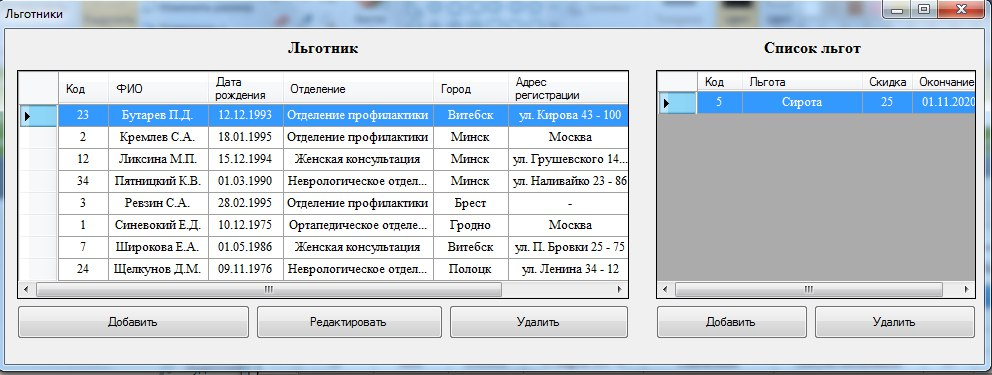 Льготники
Льготник
Код ФИО Дата рождения Отделение Город Адрес регистрации
23 Бутарев П.Д. 12.12.1993 Отделение профилактики Витебск ул. Кирова 43 - 100
2 Кремлев С.А. 18.01.1995 Отделение профилактики Минск Москва
12 Ликсина М.П. 15.12.1994 Женская консультация Минск ул. Грушевского 14...
34 Пятницкий К.В. 01.03.1990 Неврологическое отдел... Минск ул. Наливайко 23 - 86
3 Ревзин С.А. 28.02.1995 Отделение профилактики Брест -
1 Синевокий Е.Д. 10.12.1975 Ортапедическое отделе... Гродно Москва
7 Широкова Е.А. 01.05.1986 Женская консультация Витебск ул. П. Бровки 25 - 75
24 Щелкунов Д.М. 09.11.1976 Неврологическое отдел... Полоцк ул. Ленина 34 - 12
Добавить Редактировать Удалить
Список льгот
Код Льгота Скидка Окончание
5 Сирота 25 01.11.2020
Добавить Удалить